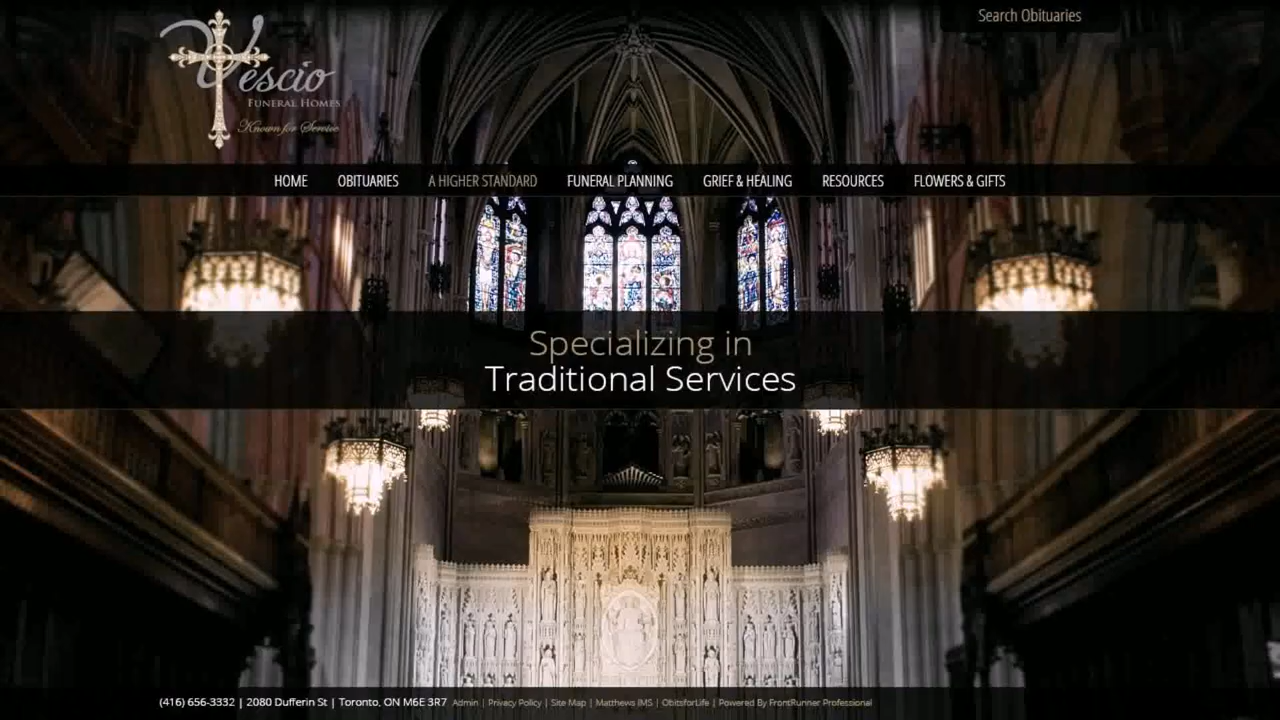 Search Obituaries
Vescio
FUNERAL HOMES
Known for Service
HOME OBITUARIES A HIGHER STANDARD FUNERAL PLANNING GRIEF & HEALING RESOURCES FLOWERS & GIFTS
Specializing in
Traditional Services
(416) 656-3332 | 2080 Dufferin St | Toronto, ON M6E 3R7 Admin | Privacy Policy | Site Map | Matthews IMS | ObitsforLife | Powered By FrontRunner Professional